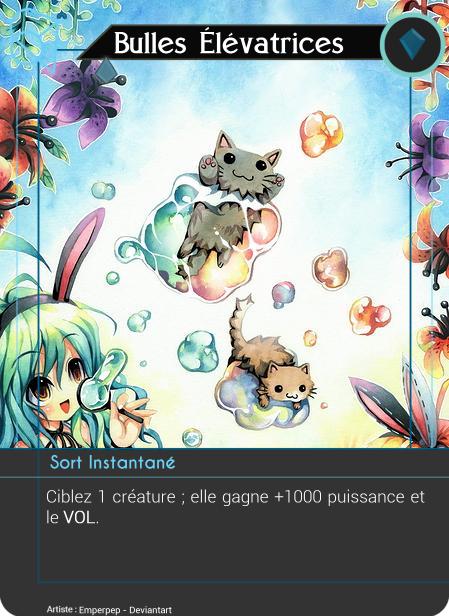 Bulles Élévatrices
Sort Instantané
Ciblez 1 créature ; elle gagne +1000 puissance et
le VOL.
Artiste : Emperpep - Deviantart